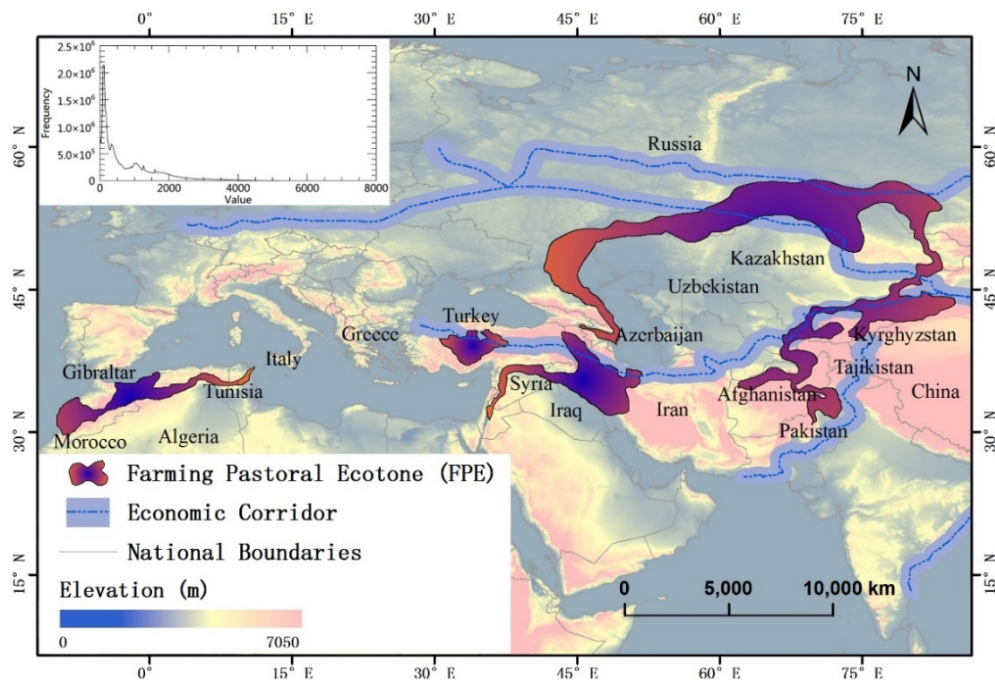 0° 15° E 30° E 45° E 60° E 75° E
2.5×10⁶
2.0×10⁶
1.5×10⁶
1.0×10⁶
5.0×10⁵
0
Frequency
0 2000 4000 6000 8000
Value
N
60° N
60° N
Russia
45° N
45° N
Kazakhstan
Uzbekistan
Turkey
Greece
Azerbaijan
Kyrghyzstan
Italy
Gibraltar
Tajikistan
Tunisia
Syria
Afghanistan
China
Iraq
Iran
30° N
30° N
Morocco
Algeria
Pakistan
Farming Pastoral Ecotone (FPE)
Economic Corridor
National Boundaries
15° N
15° N
Elevation (m)
0 7050
0 5,000 10,000 km
0° 15° E 30° E 45° E 60° E 75° E